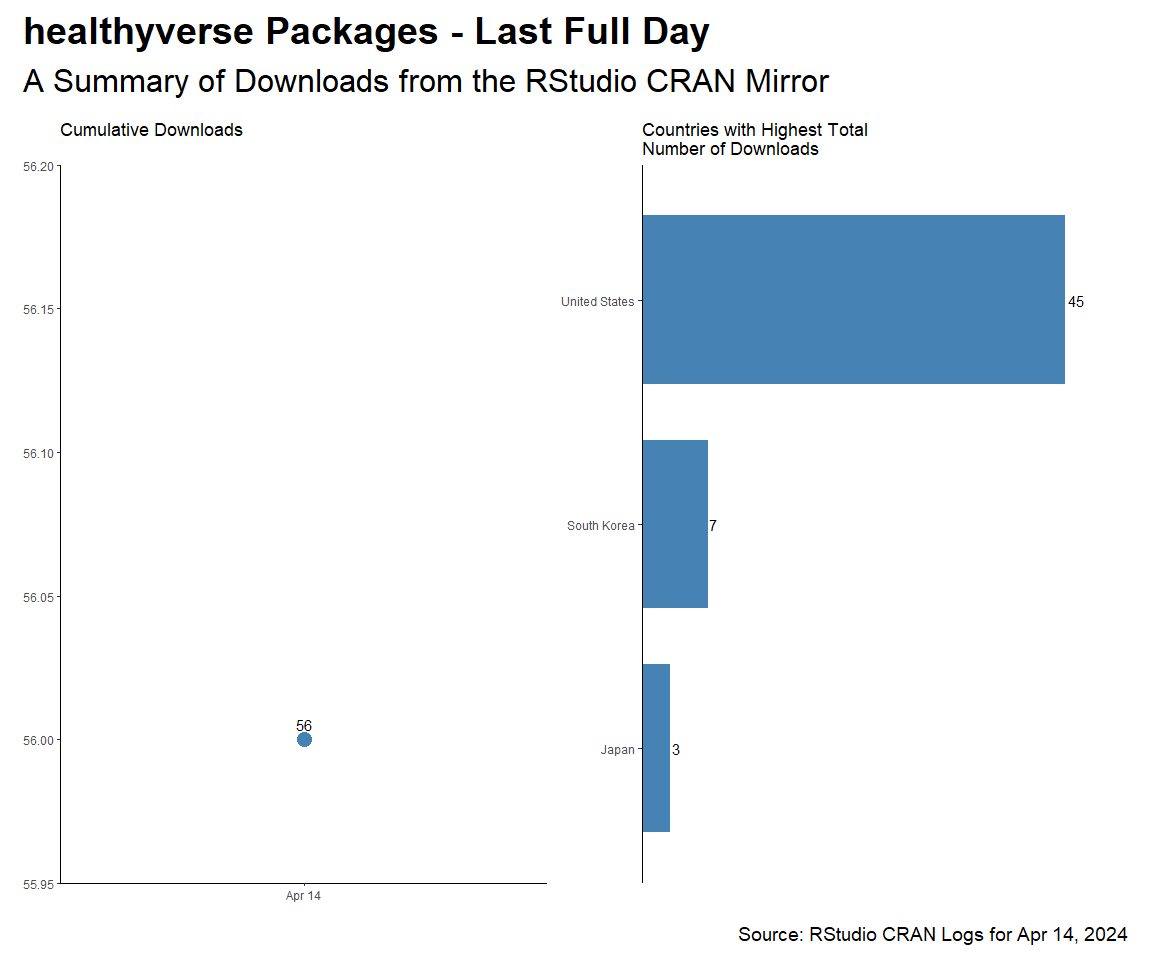 healthyverse Packages - Last Full Day
A Summary of Downloads from the RStudio CRAN Mirror
Cumulative Downloads
56.20
56.15
56.10
56.05
56.00
55.95
56
Apr 14
Countries with Highest Total
Number of Downloads
United States
45
South Korea
7
Japan
3
Source: RStudio CRAN Logs for Apr 14, 2024